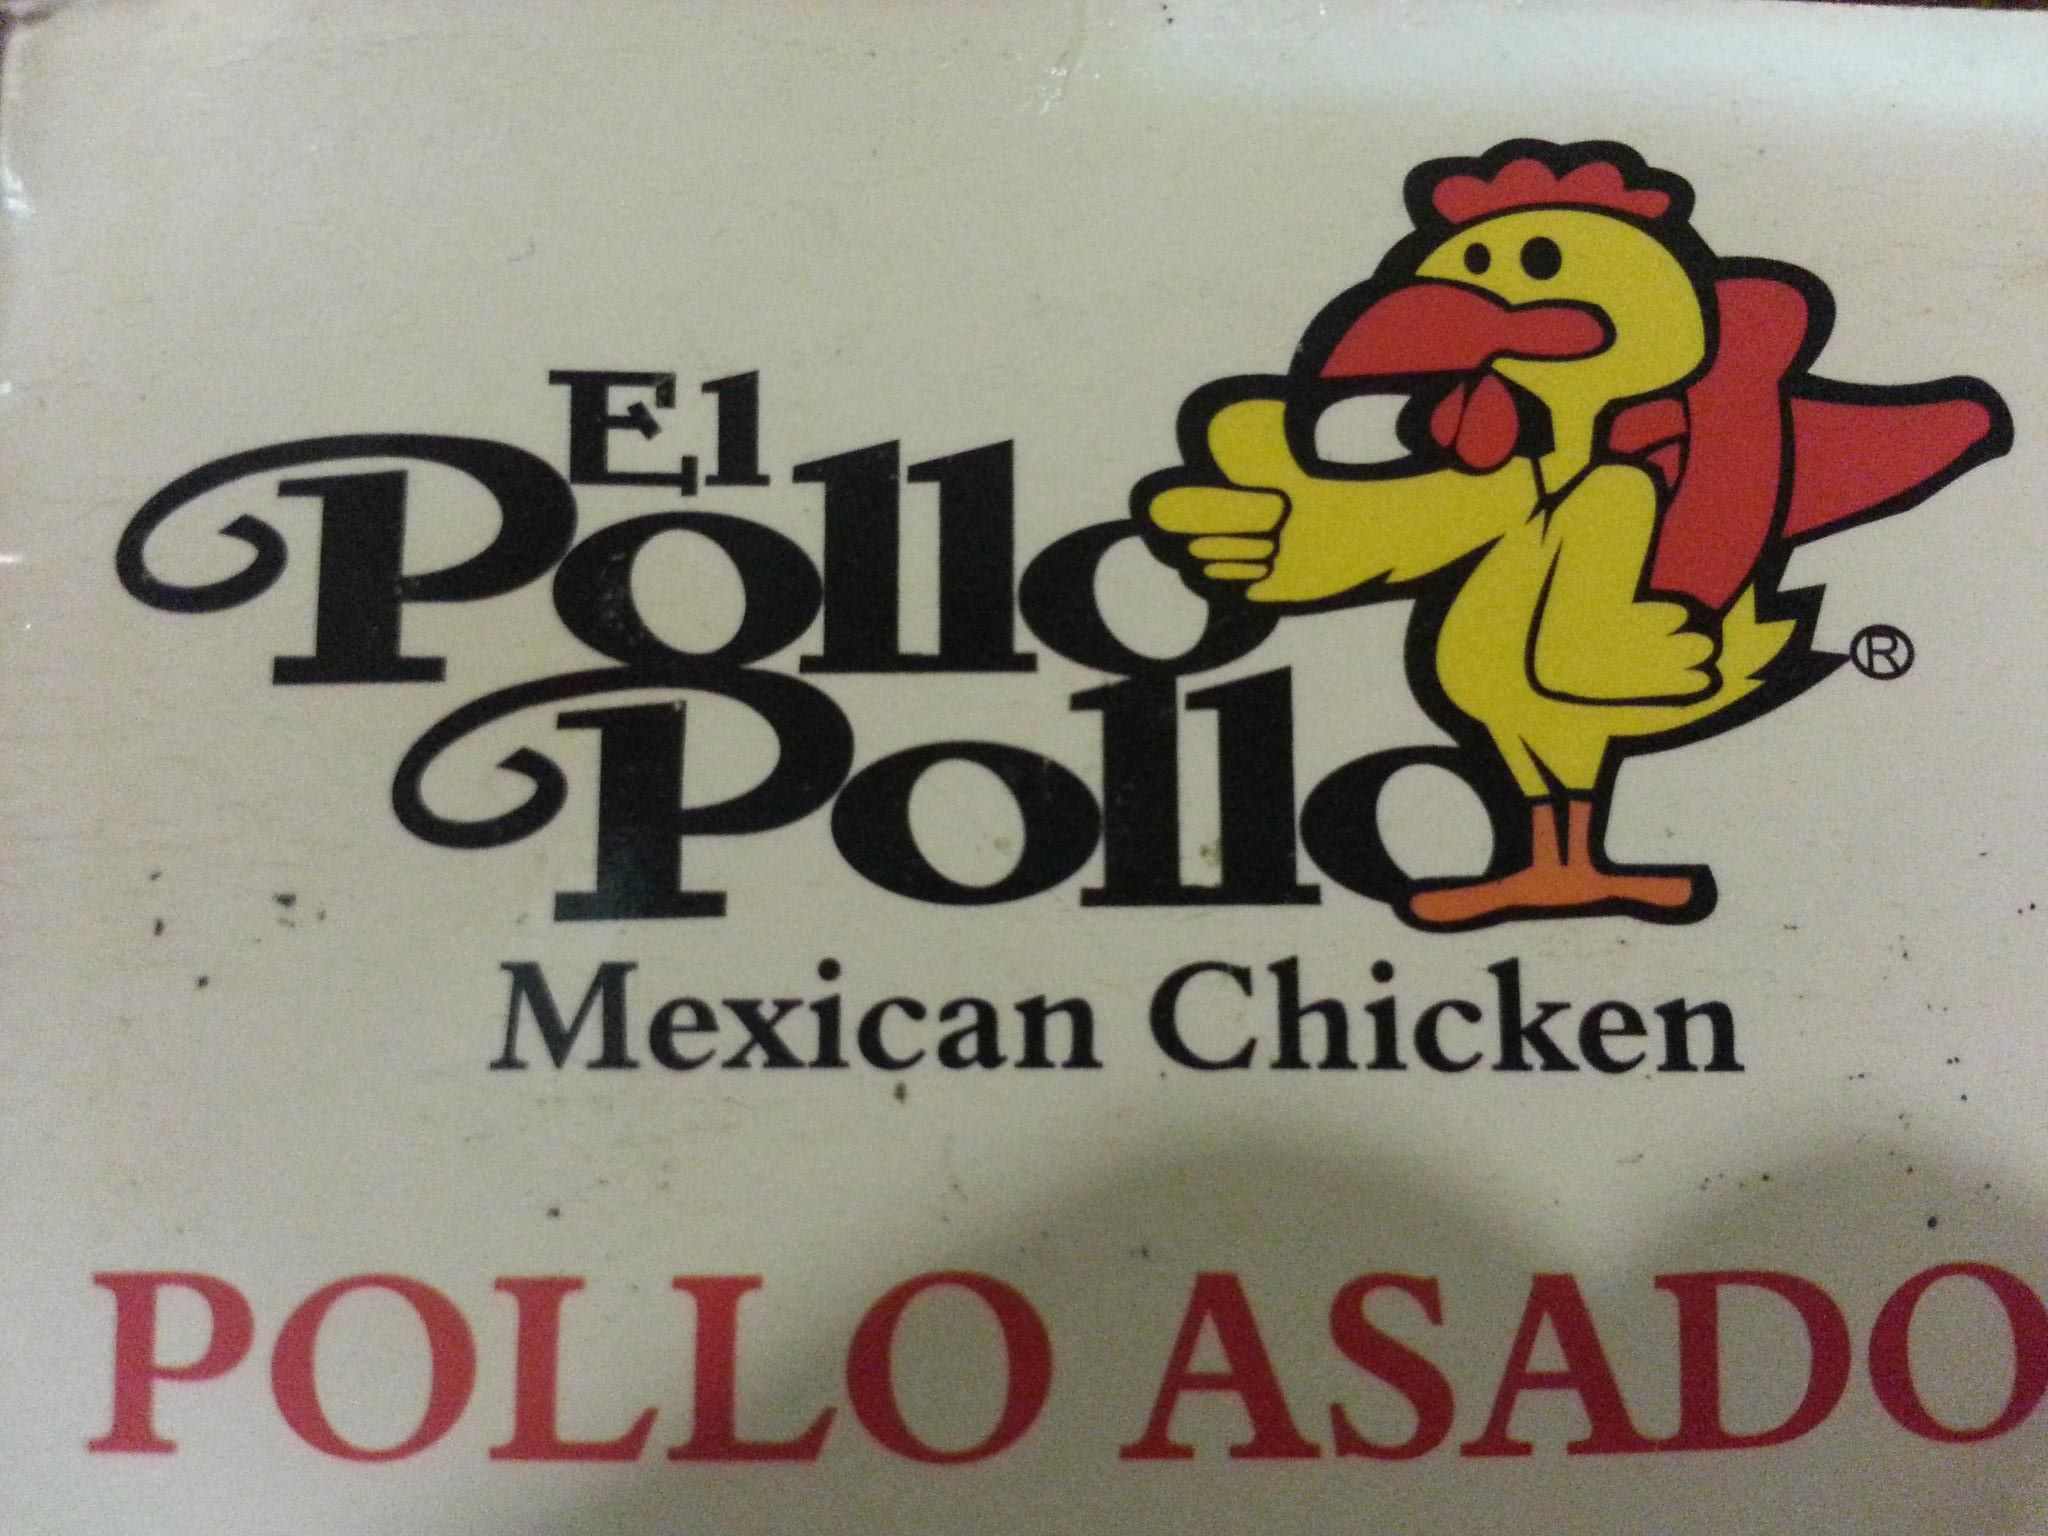 El
Pollo
Pollo
®
Mexican Chicken
POLLO ASADO